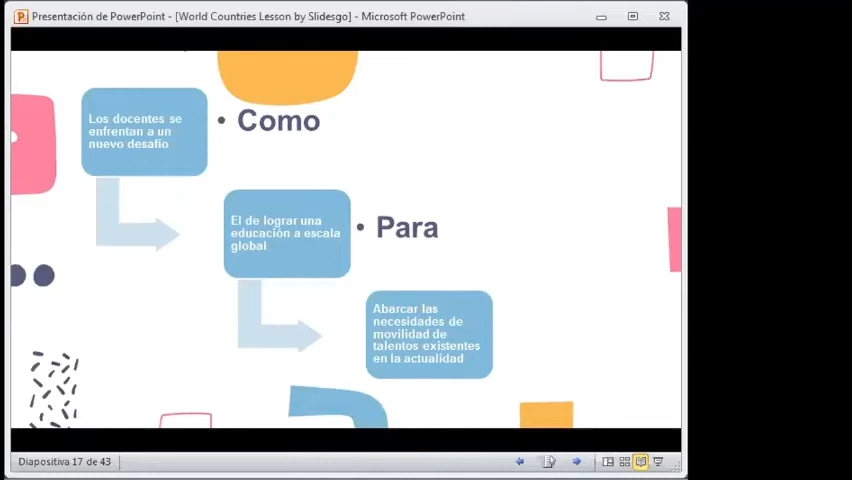 Presentación de PowerPoint - [World Countries Lesson by Slidesgo] - Microsoft PowerPoint
Los docentes se
enfrentan a un
nuevo desafío
• Como
El de lograr una
educación a escala
global
• Para
Abarcar las
necesidades de
movilidad de
talentos existentes
en la actualidad
Diapositiva 17 de 43